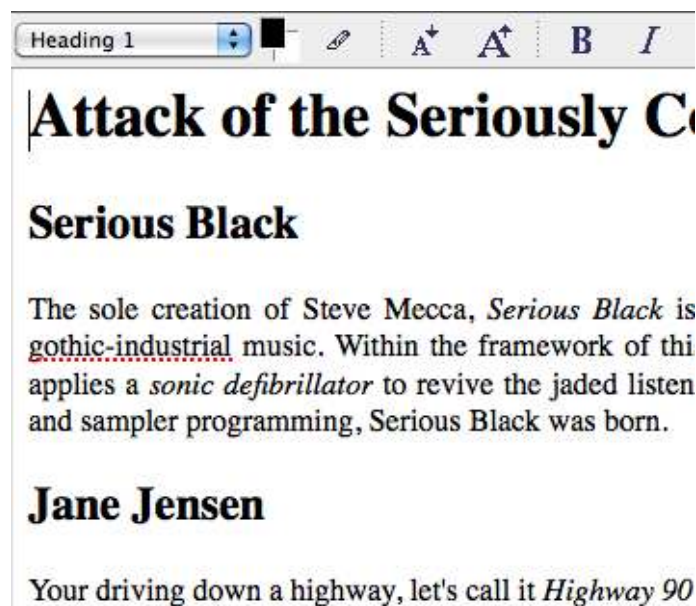 Heading 1 A A B I
Attack of the Seriously C
Serious Black
The sole creation of Steve Mecca, Serious Black is
gothic-industrial music. Within the framework of thi
applies a sonic defibrillator to revive the jaded listen
and sampler programming, Serious Black was born.
Jane Jensen
Your driving down a highway, let's call it Highway 90